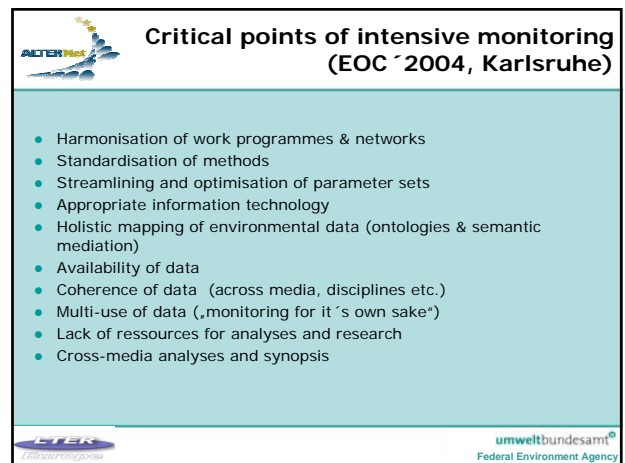 ALTERNet
Critical points of intensive monitoring
(EOC´2004, Karlsruhe)
● Harmonisation of work programmes & networks
● Standardisation of methods
● Streamlining and optimisation of parameter sets
● Appropriate information technology
● Holistic mapping of environmental data (ontologies & semantic
mediation)
● Availability of data
● Coherence of data (across media, disciplines etc.)
● Multi-use of data („monitoring for it´s own sake“)
● Lack of ressources for analyses and research
● Cross-media analyses and synopsis
LTER
Europe
umweltbundesamt
Federal Environment Agency